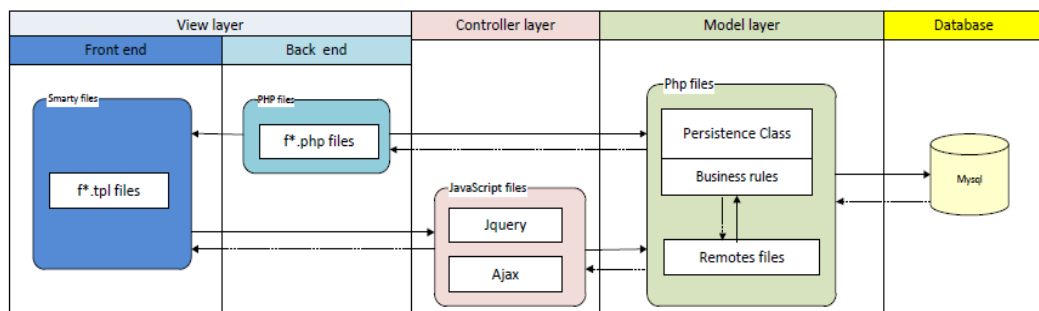 View layer
Controller layer
Model layer
Database
Front end
Back end
Smarty files
f*.tpl files
PHP files
f*.php files
JavaScript files
Jquery
Ajax
Php files
Persistence Class
Business rules
Remotes files
Mysql